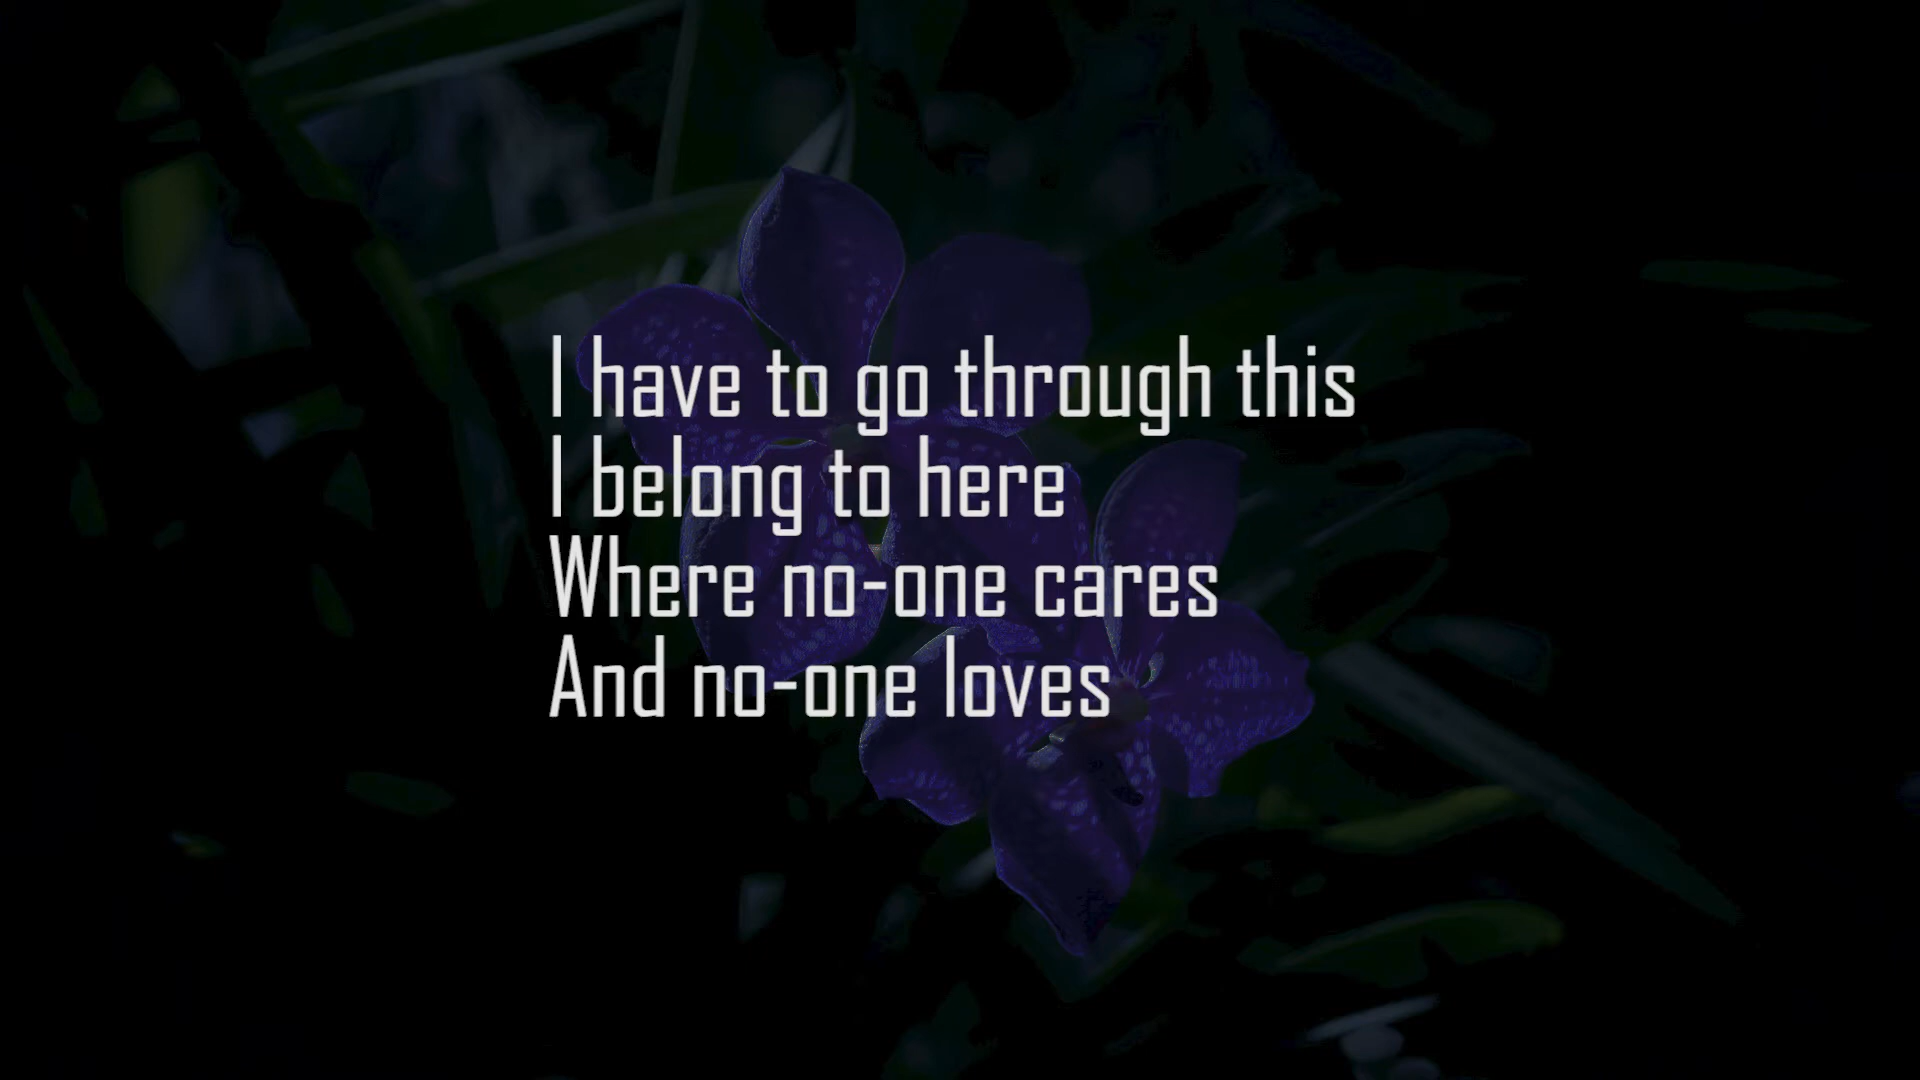 I have to go through this
I belong to here
Where no-one cares
And no-one loves